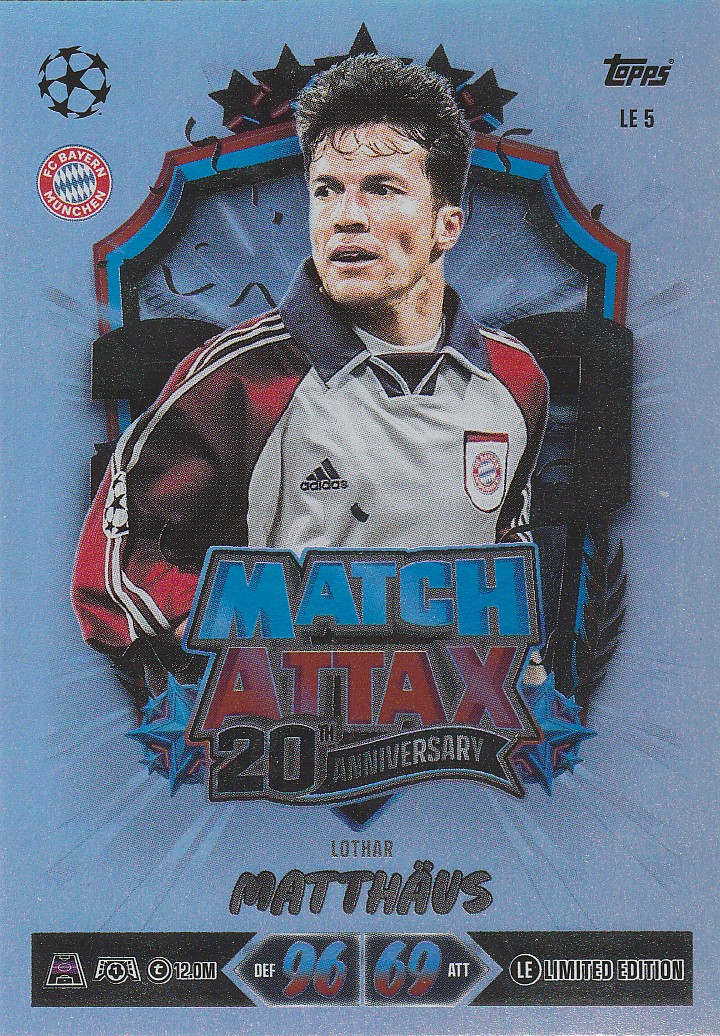 topps
LE 5
FC BAYERN
MÜNCHEN
adidas
MATCH
ATTAX
20TH
ANNIVERSARY
LOTHAR
MATTHÄUS
1 t 12.0M DEF 96 69 ATT LE LIMITED EDITION